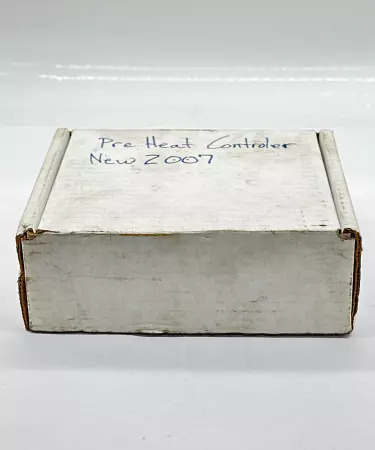 Pre Heat Controler
New 2007